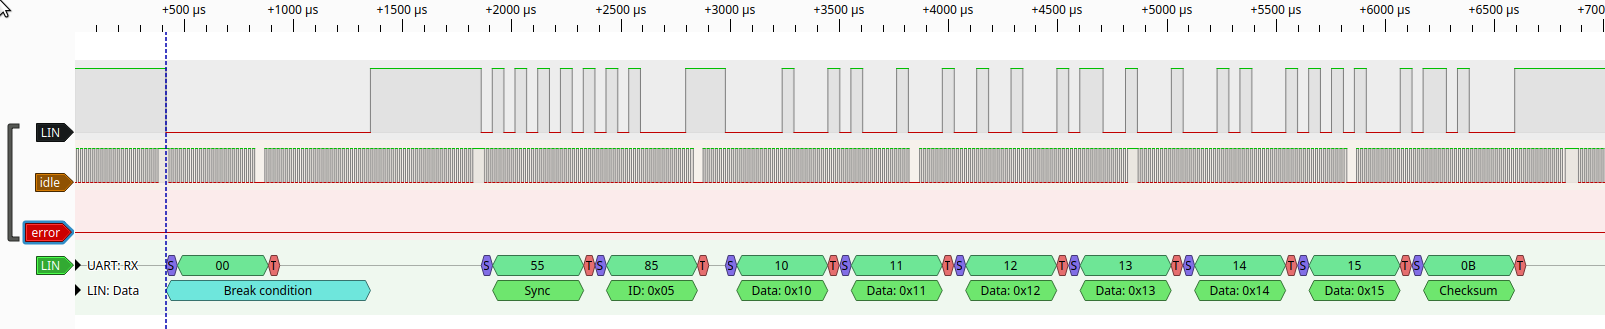 +500 µs +1000 µs +1500 µs +2000 µs +2500 µs +3000 µs +3500 µs +4000 µs +4500 µs +5000 µs +5500 µs +6000 µs +6500 µs +7000
LIN
idle
error
LIN UART: RX S 00 T S 55 T S 85 T S 10 T S 11 T S 12 T S 13 T S 14 T S 15 T S 0B T
LIN: Data Break condition Sync ID: 0x05 Data: 0x10 Data: 0x11 Data: 0x12 Data: 0x13 Data: 0x14 Data: 0x15 Checksum